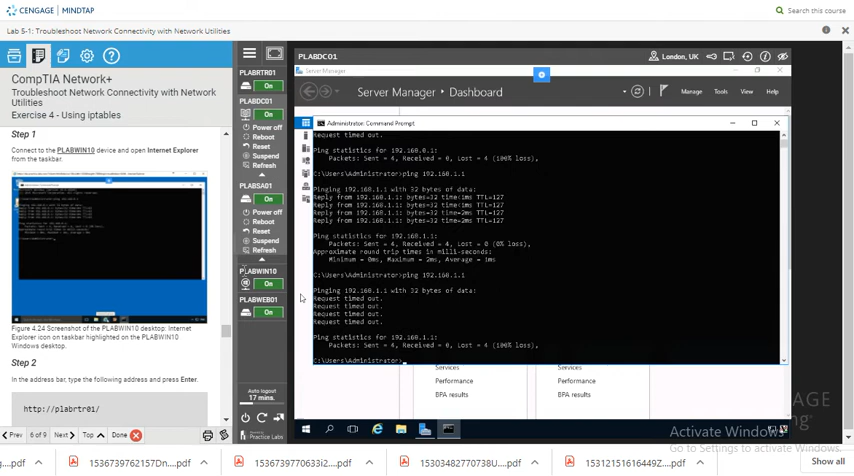 CENGAGE MINDTAP
Search this course
Lab 5-1: Troubleshoot Network Connectivity with Network Utilities
CompTIA Network+
Troubleshoot Network Connectivity with Network
Utilities
Exercise 4 - Using iptables
Step 1
Connect to the PLABWIN10 device and open Internet Explorer
from the taskbar.
Figure 4.24 Screenshot of the PLABWIN10 desktop: Internet
Explorer icon on taskbar highlighted on the PLABWIN10
Windows desktop.
Step 2
In the address bar, type the following address and press Enter.
http://plabrtr01/
Prev
6 of 9
Next
Top
Done
PLABRTR01
On
PLABDC01
On
Power off
Reboot
Reset
Suspend
Refresh
PLABSA01
On
Power off
Reboot
Reset
Suspend
Refresh
PLABWIN10
On
PLABWEB01
On
Auto logout
17 mins.
Powered by
Practice Labs
PLABDC01
London, UK
Server Manager
Server Manager
Dashboard
Manage
Tools
View
Help
Administrator: Command Prompt
Request timed out.
Ping statistics for 192.168.0.1:
Packets: Sent = 4, Received = 0, Lost = 4 (100% loss),
C:\Users\Administrator>ping 192.168.1.1
Pinging 192.168.1.1 with 32 bytes of data:
Reply from 192.168.1.1: bytes=32 time<1ms TTL=127
Reply from 192.168.1.1: bytes=32 time=1ms TTL=127
Reply from 192.168.1.1: bytes=32 time=2ms TTL=127
Reply from 192.168.1.1: bytes=32 time=2ms TTL=127
Ping statistics for 192.168.1.1:
Packets: Sent = 4, Received = 4, Lost = 0 (0% loss),
Approximate round trip times in milli-seconds:
Minimum = 0ms, Maximum = 2ms, Average = 1ms
C:\Users\Administrator>ping 192.168.1.1
Pinging 192.168.1.1 with 32 bytes of data:
Request timed out.
Request timed out.
Request timed out.
Request timed out.
Ping statistics for 192.168.1.1:
Packets: Sent = 4, Received = 0, Lost = 4 (100% loss),
C:\Users\Administrator>
Services
Performance
BPA results
Services
Performance
BPA results
Activate Windows
Go to Settings to activate Windows.
1536739762157Dn....pdf
1536739770633i2....pdf
15303482770738U....pdf
15312151616449Z....pdf
Show all